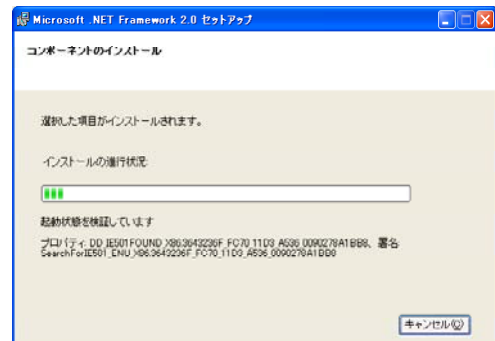 Microsoft .NET Framework 2.0 セットアップ
コンポーネントのインストール
選択した項目がインストールされます。
インストールの進行状況:
起動状態を検証しています
プロパティ: DD_IE501FOUND_X86.3643236F_FC70_11D3_A536_0090278A1BB8、署名:
SearchForIE501_ENU_X86.3643236F_FC70_11D3_A536_0090278A1BB8
キャンセル(C)